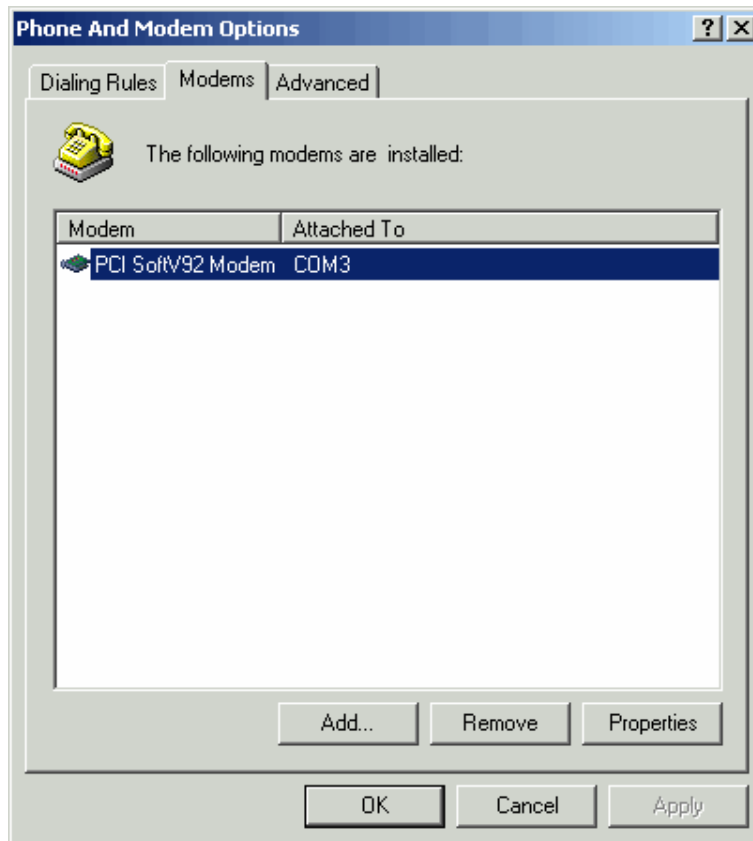 Phone And Modem Options
Dialing Rules Modems Advanced
The following modems are installed:
Modem Attached To
PCI SoftV92 Modem COM3
Add... Remove Properties
OK Cancel Apply